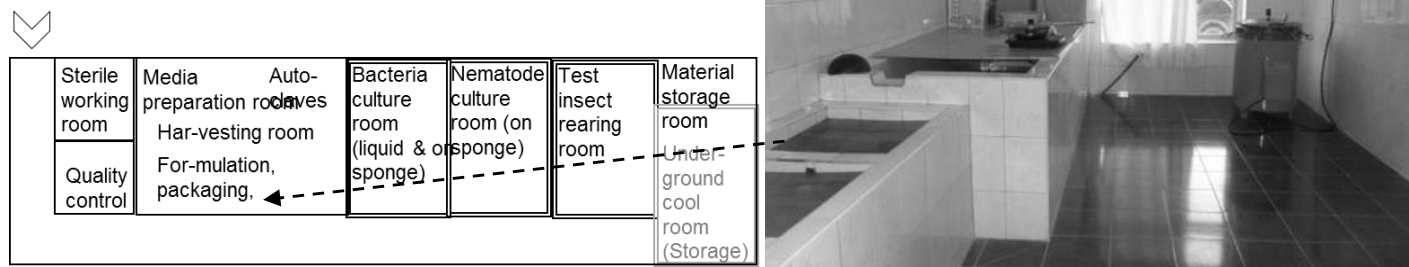 Sterile
working
room
Quality
control
Media
preparation room
Auto-
claves
Har-vesting room
For-mulation,
packaging,
Bacteria
culture
room
(liquid & on
sponge)
Nematode
culture
room (on
sponge)
Test
insect
rearing
room
Material
storage
room
Under-
ground
cool
room
(Storage)